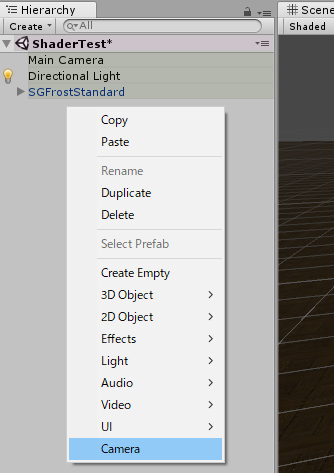 Hierarchy
Scene
Create
All
Shaded
ShaderTest*
Main Camera
Directional Light
SGFrostStandard
Copy
Paste
Rename
Duplicate
Delete
Select Prefab
Create Empty
3D Object
2D Object
Effects
Light
Audio
Video
UI
Camera